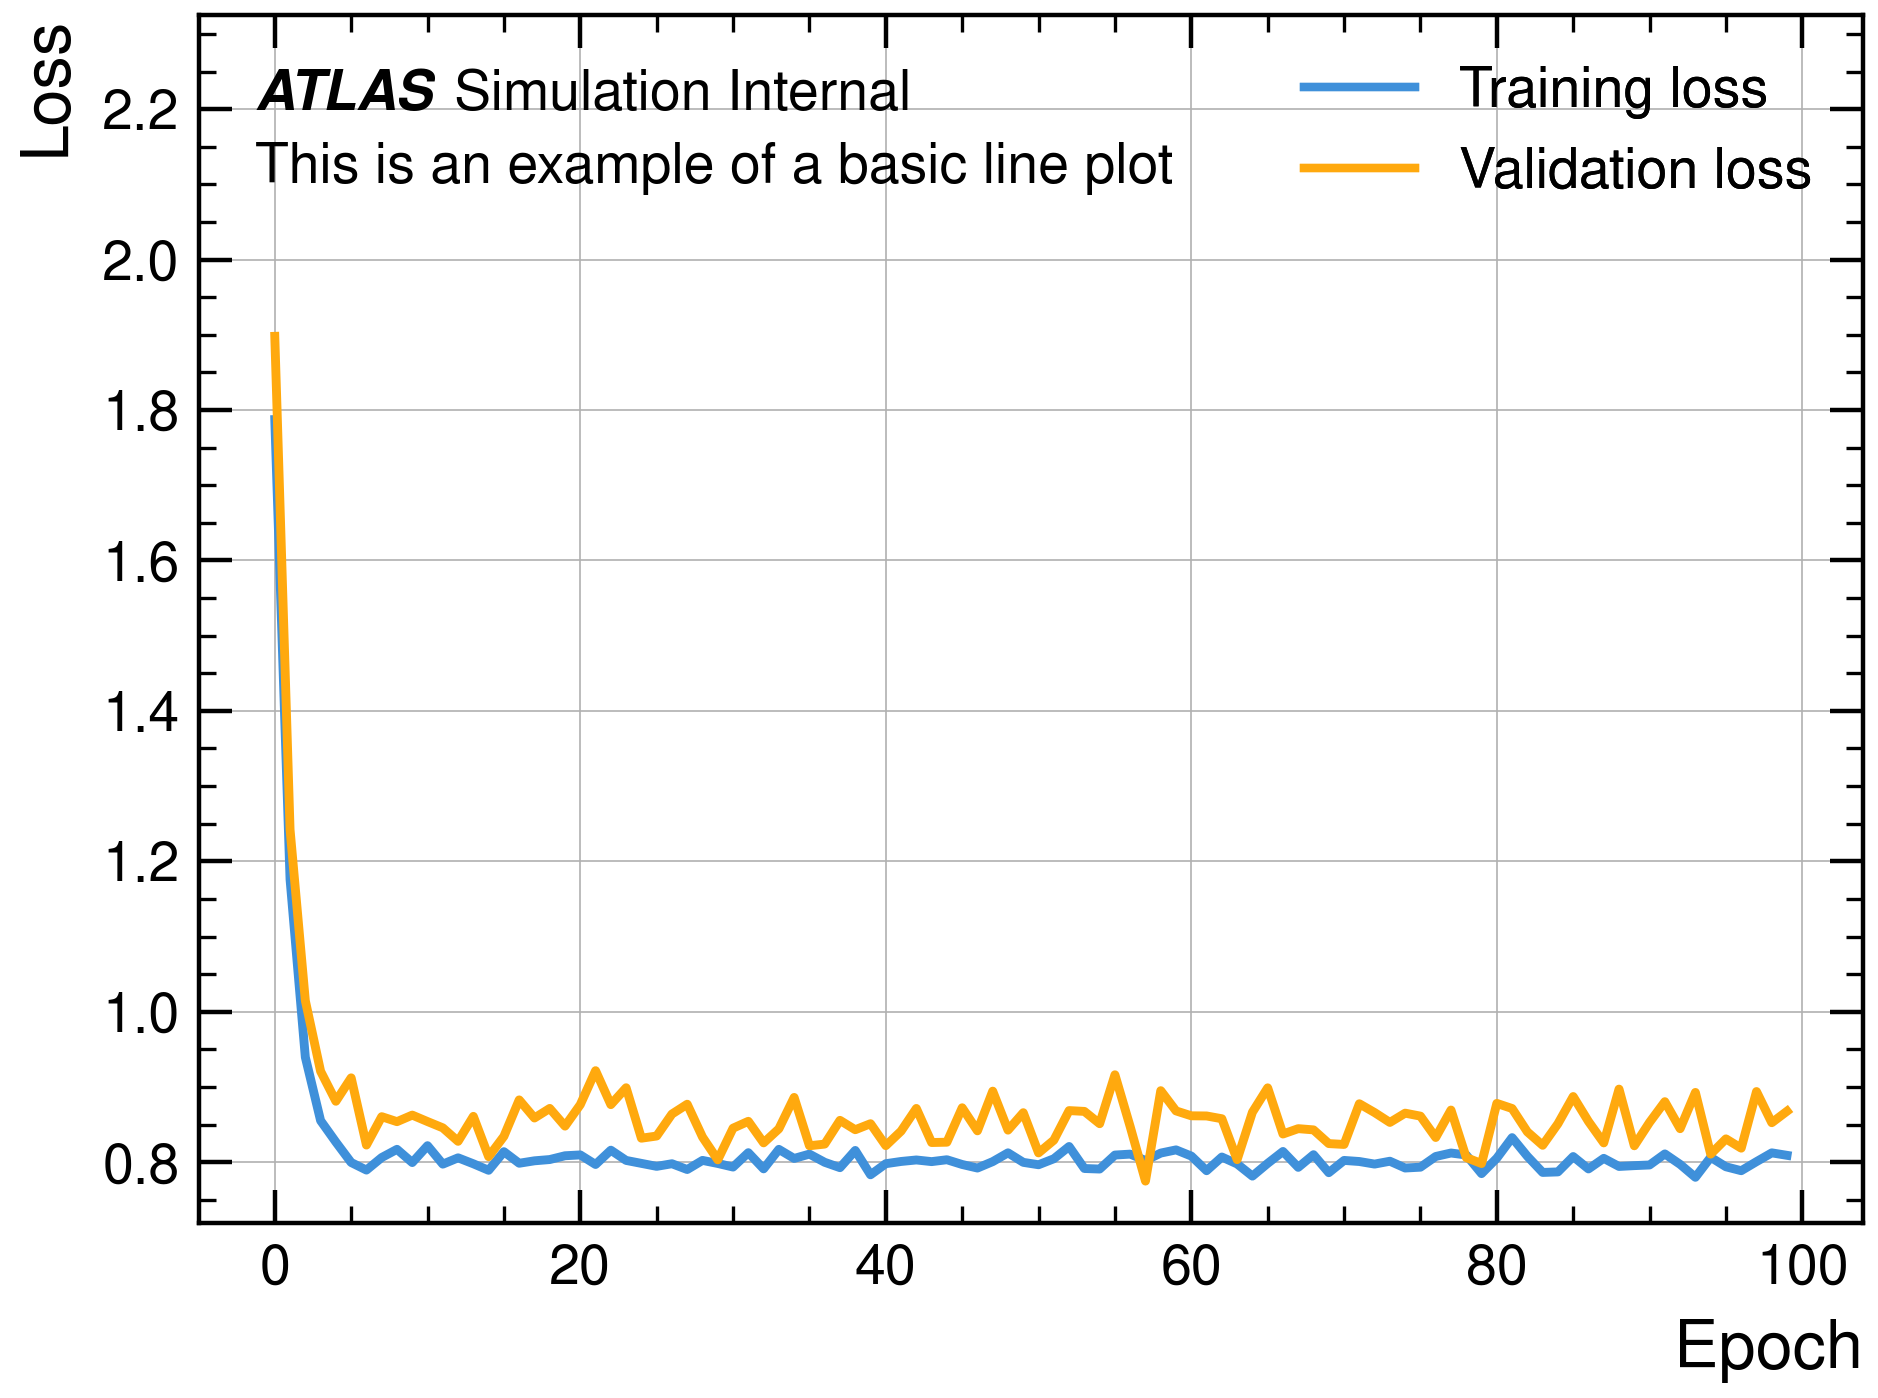 Loss
ATLAS Simulation Internal
This is an example of a basic line plot
Training loss
Validation loss
2.2
2.0
1.8
1.6
1.4
1.2
1.0
0.8
0 20 40 60 80 100
Epoch